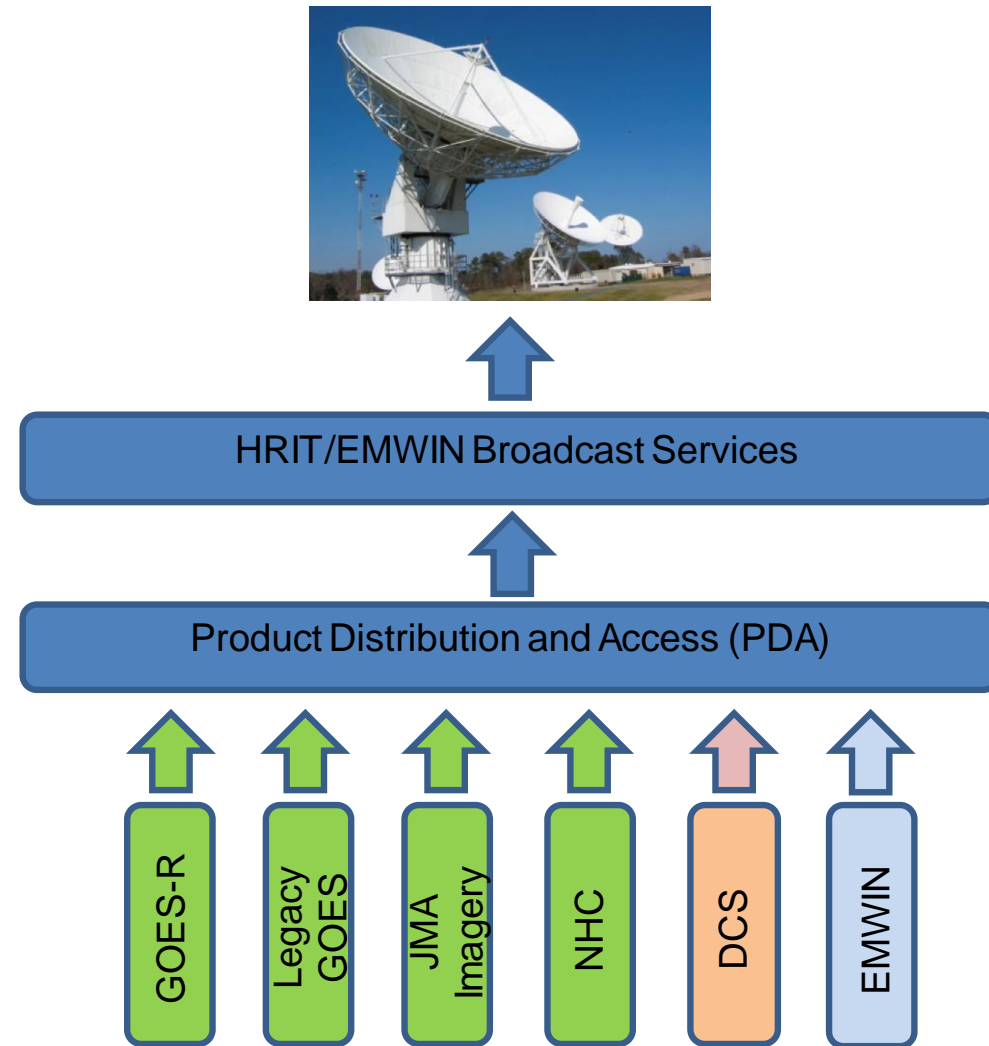 HRIT/EMWIN Broadcast Services
Product Distribution and Access (PDA)
GOES-R
Legacy
GOES
JMA
Imagery
NHC
DCS
EMWIN